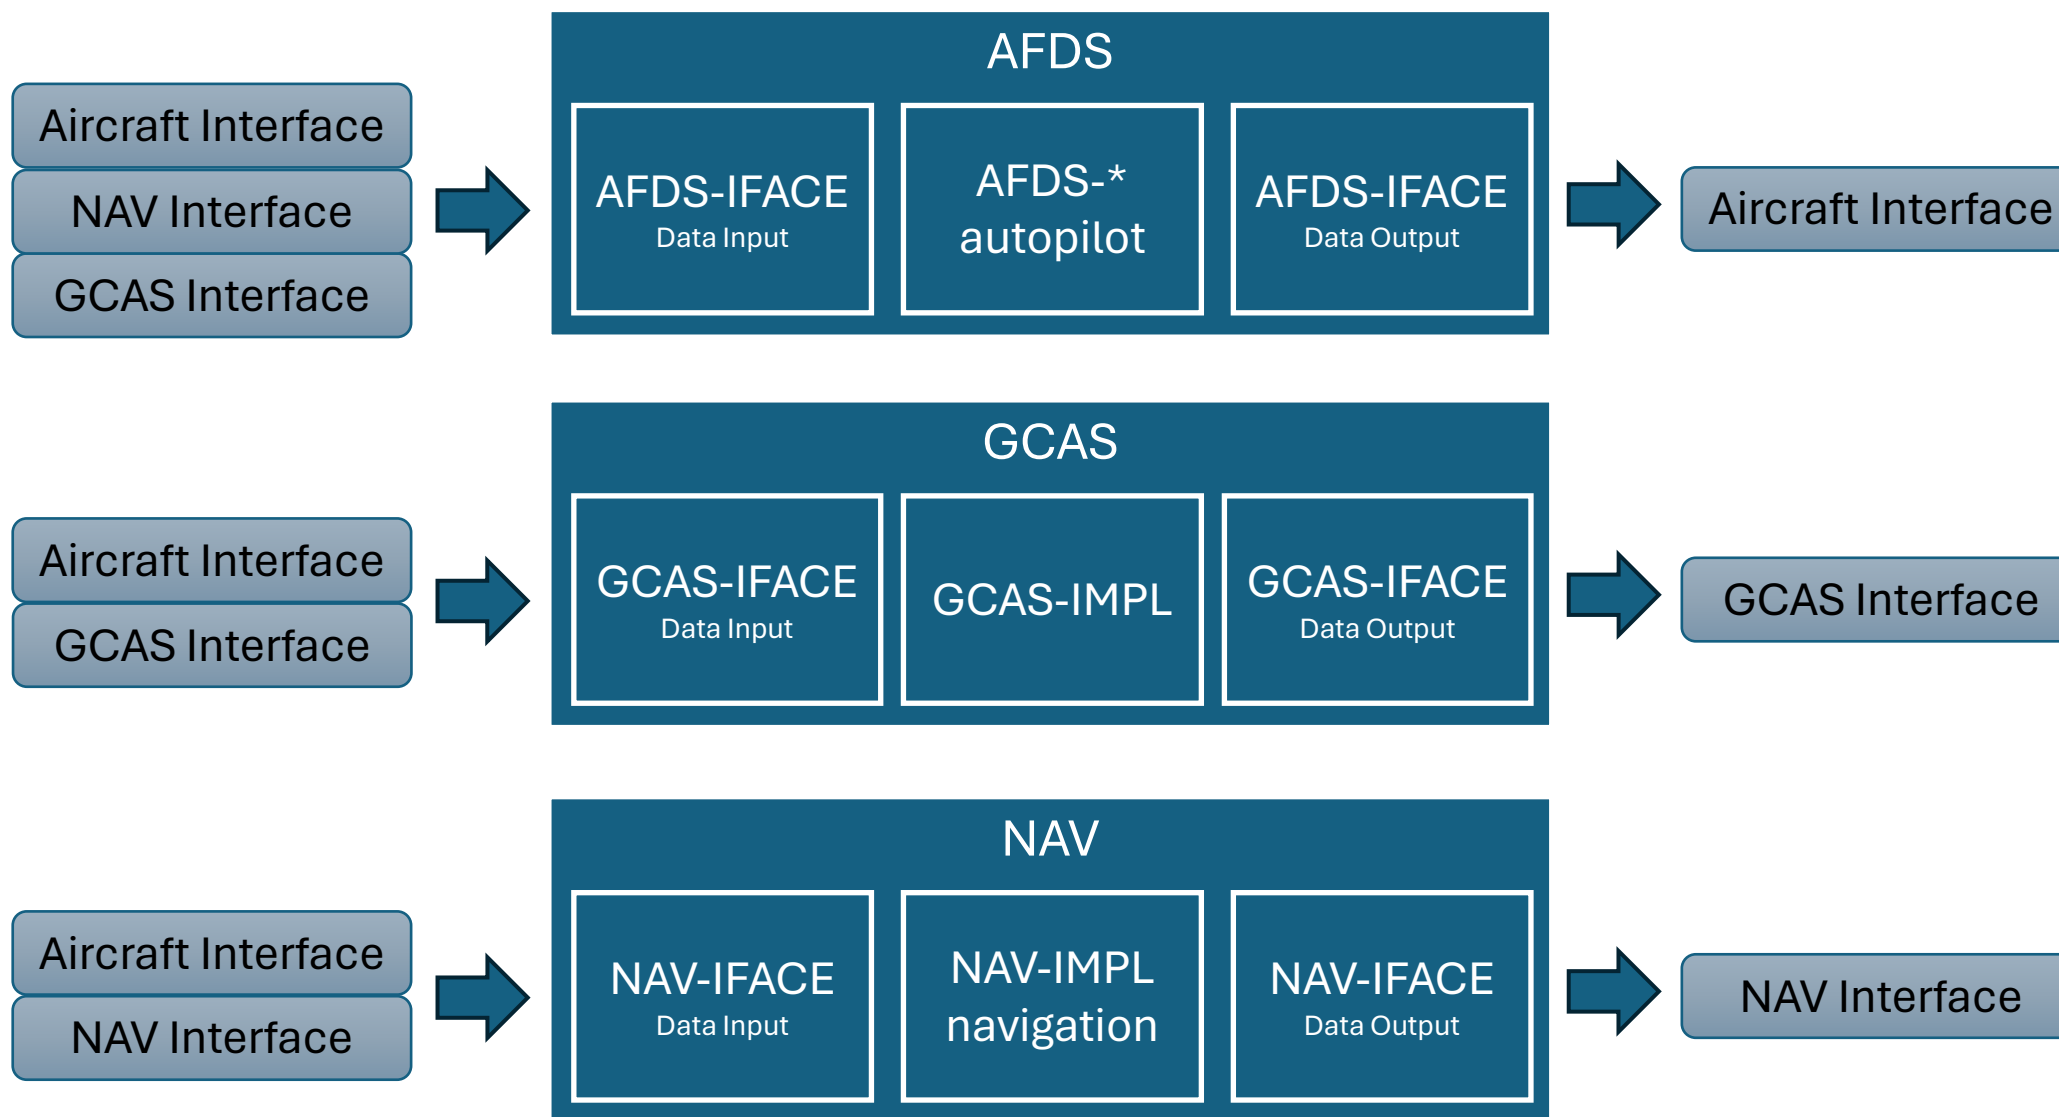 AFDS
Aircraft Interface
NAV Interface
GCAS Interface
AFDS-IFACE
Data Input
AFDS-*
autopilot
AFDS-IFACE
Data Output
Aircraft Interface
GCAS
Aircraft Interface
GCAS Interface
GCAS-IFACE
Data Input
GCAS-IMPL
GCAS-IFACE
Data Output
GCAS Interface
NAV
Aircraft Interface
NAV Interface
NAV-IFACE
Data Input
NAV-IMPL
navigation
NAV-IFACE
Data Output
NAV Interface